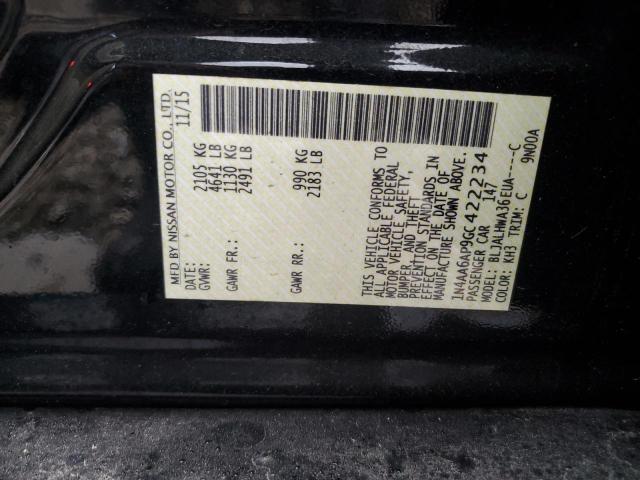 MFD BY NISSAN MOTOR CO., LTD.
11/15
GVWR: 2105 KG
4641 LB
GAWR FR.: 1130 KG
2491 LB
GAWR RR.: 990 KG
2183 LB
THIS VEHICLE CONFORMS TO
ALL APPLICABLE FEDERAL
MOTOR VEHICLE SAFETY,
BUMPER, AND THEFT
PREVENTION STANDARDS IN
EFFECT ON THE DATE OF
MANUFACTURE SHOWN ABOVE.
1N4AA6AP9GC422234
PASSENGER CAR 147
MODEL: BLJALHWA36EUA-----C
COLOR: KH3 TRIM: C 9N00A